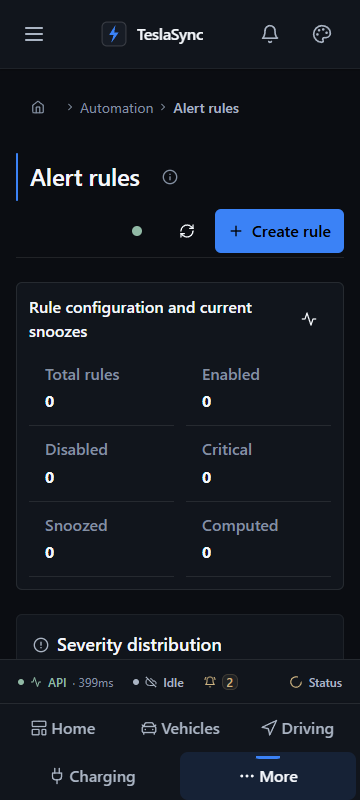 TeslaSync
Automation
Alert rules
Alert rules
Create rule
Rule configuration and current
snoozes
Total rules
0
Enabled
0
Disabled
0
Critical
0
Snoozed
0
Computed
0
Severity distribution
API · 399ms
Idle
2
Status
Home
Vehicles
Driving
Charging
More